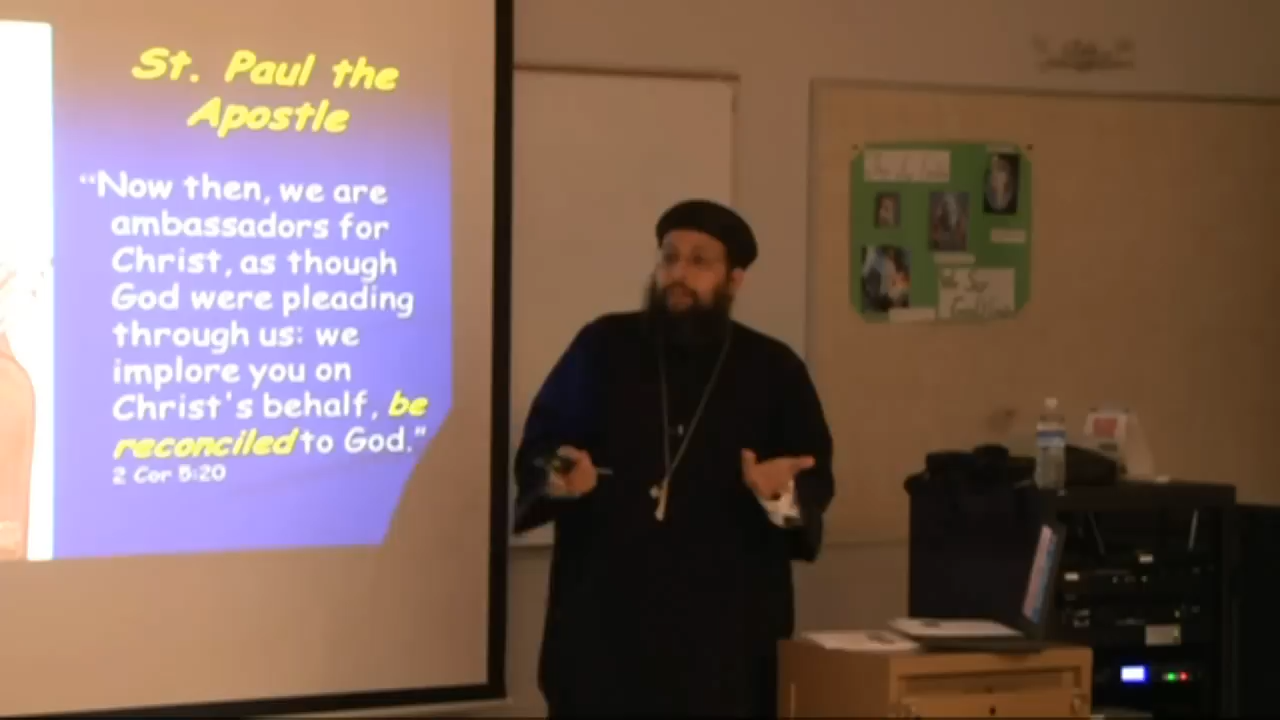 St. Paul the
Apostle
“Now then, we are
ambassadors for
Christ, as though
God were pleading
through us: we
implore you on
Christ's behalf, be
reconciled to God.”
2 Cor 5:20